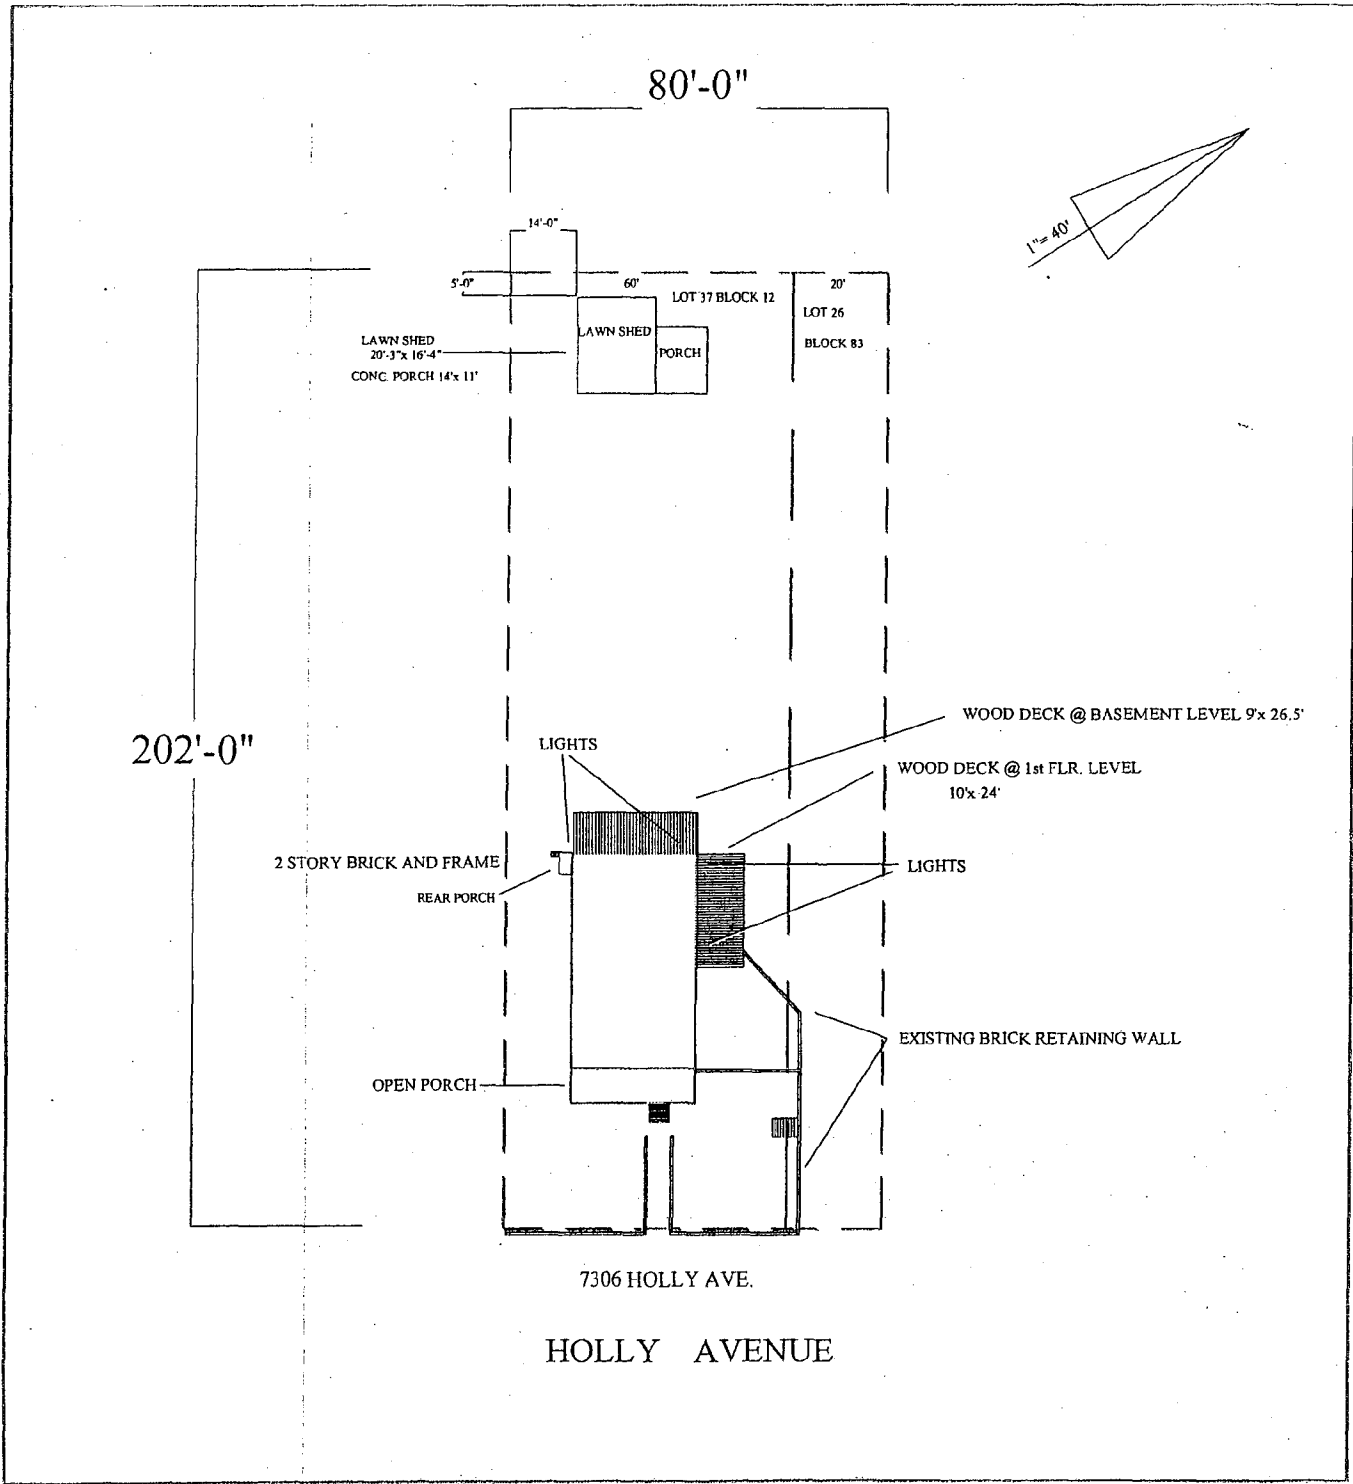 80'-0"
14'-0"
1"= 40'
5'-0"
60'
20'
LOT 37 BLOCK 12
LOT 26
BLOCK 83
LAWN SHED
PORCH
LAWN SHED
20'-3"x 16'-4"
CONC. PORCH 14'x 11'
202'-0"
WOOD DECK @ BASEMENT LEVEL 9'x 26.5'
LIGHTS
WOOD DECK @ 1st FLR. LEVEL
10'x 24'
2 STORY BRICK AND FRAME
LIGHTS
REAR PORCH
EXISTING BRICK RETAINING WALL
OPEN PORCH
7306 HOLLY AVE.
HOLLY AVENUE